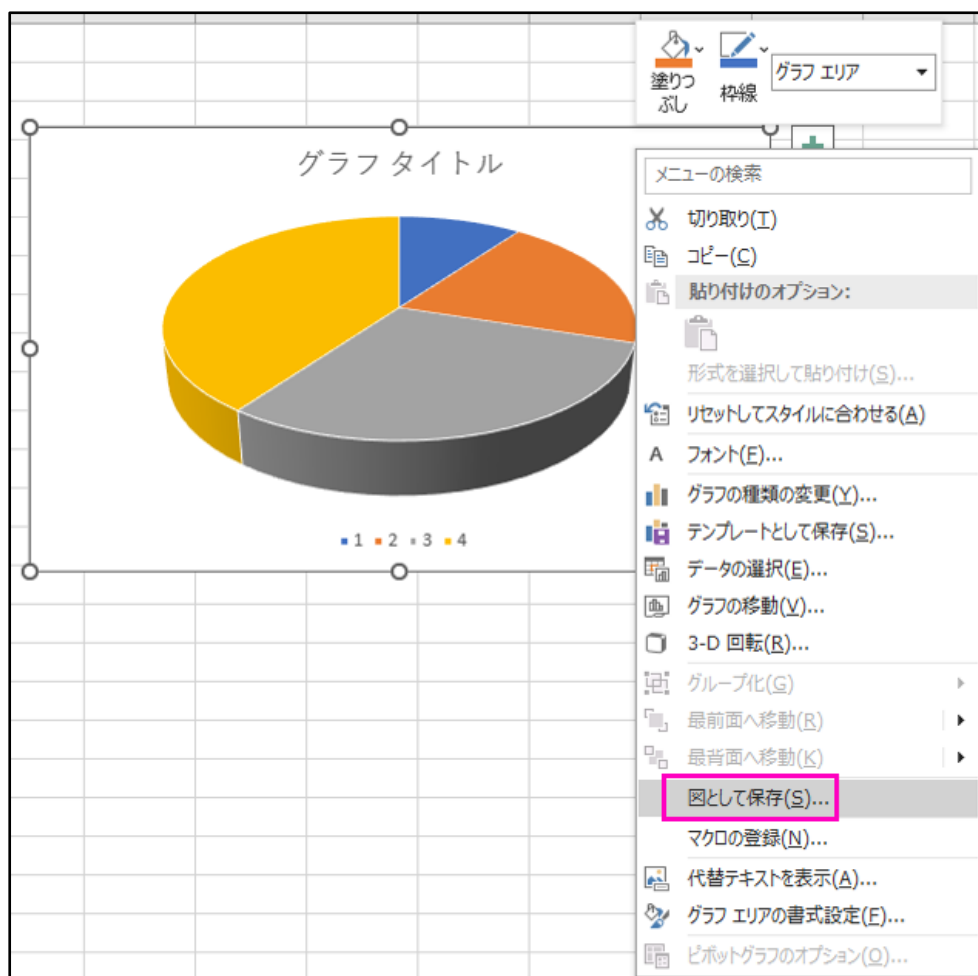 塗りつ
ぶし
枠線
グラフ エリア
グラフ タイトル
1 2 3 4
メニューの検索
切り取り(T)
コピー(C)
貼り付けのオプション:
形式を選択して貼り付け(S)...
リセットしてスタイルに合わせる(A)
フォント(F)...
グラフの種類の変更(Y)...
テンプレートとして保存(S)...
データの選択(E)...
グラフの移動(V)...
3-D 回転(R)...
グループ化(G)
最前面へ移動(R)
最背面へ移動(K)
図として保存(S)...
マクロの登録(N)...
代替テキストを表示(A)...
グラフ エリアの書式設定(F)...
ピボットグラフのオプション(O)...